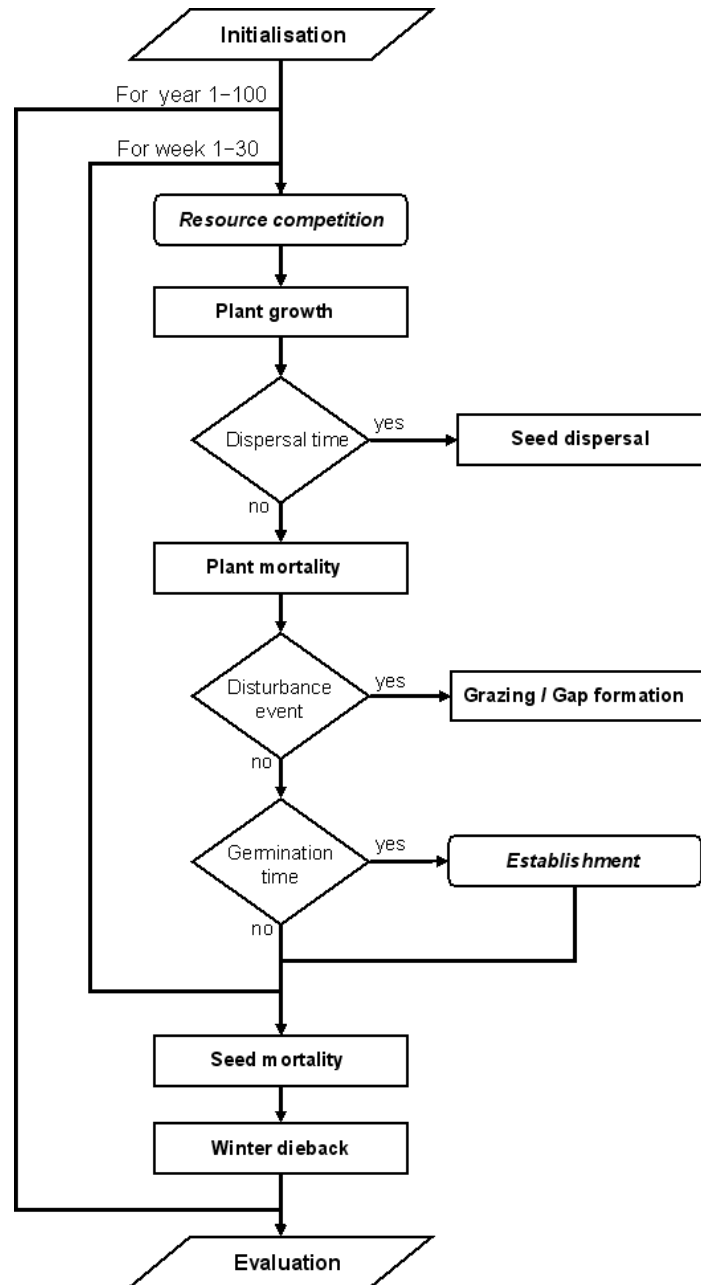 Initialisation
For year 1–100
For week 1–30
Resource competition
Plant growth
Dispersal time
yes
Seed dispersal
no
Plant mortality
Disturbance
event
yes
Grazing / Gap formation
no
Germination
time
yes
Establishment
no
Seed mortality
Winter dieback
Evaluation